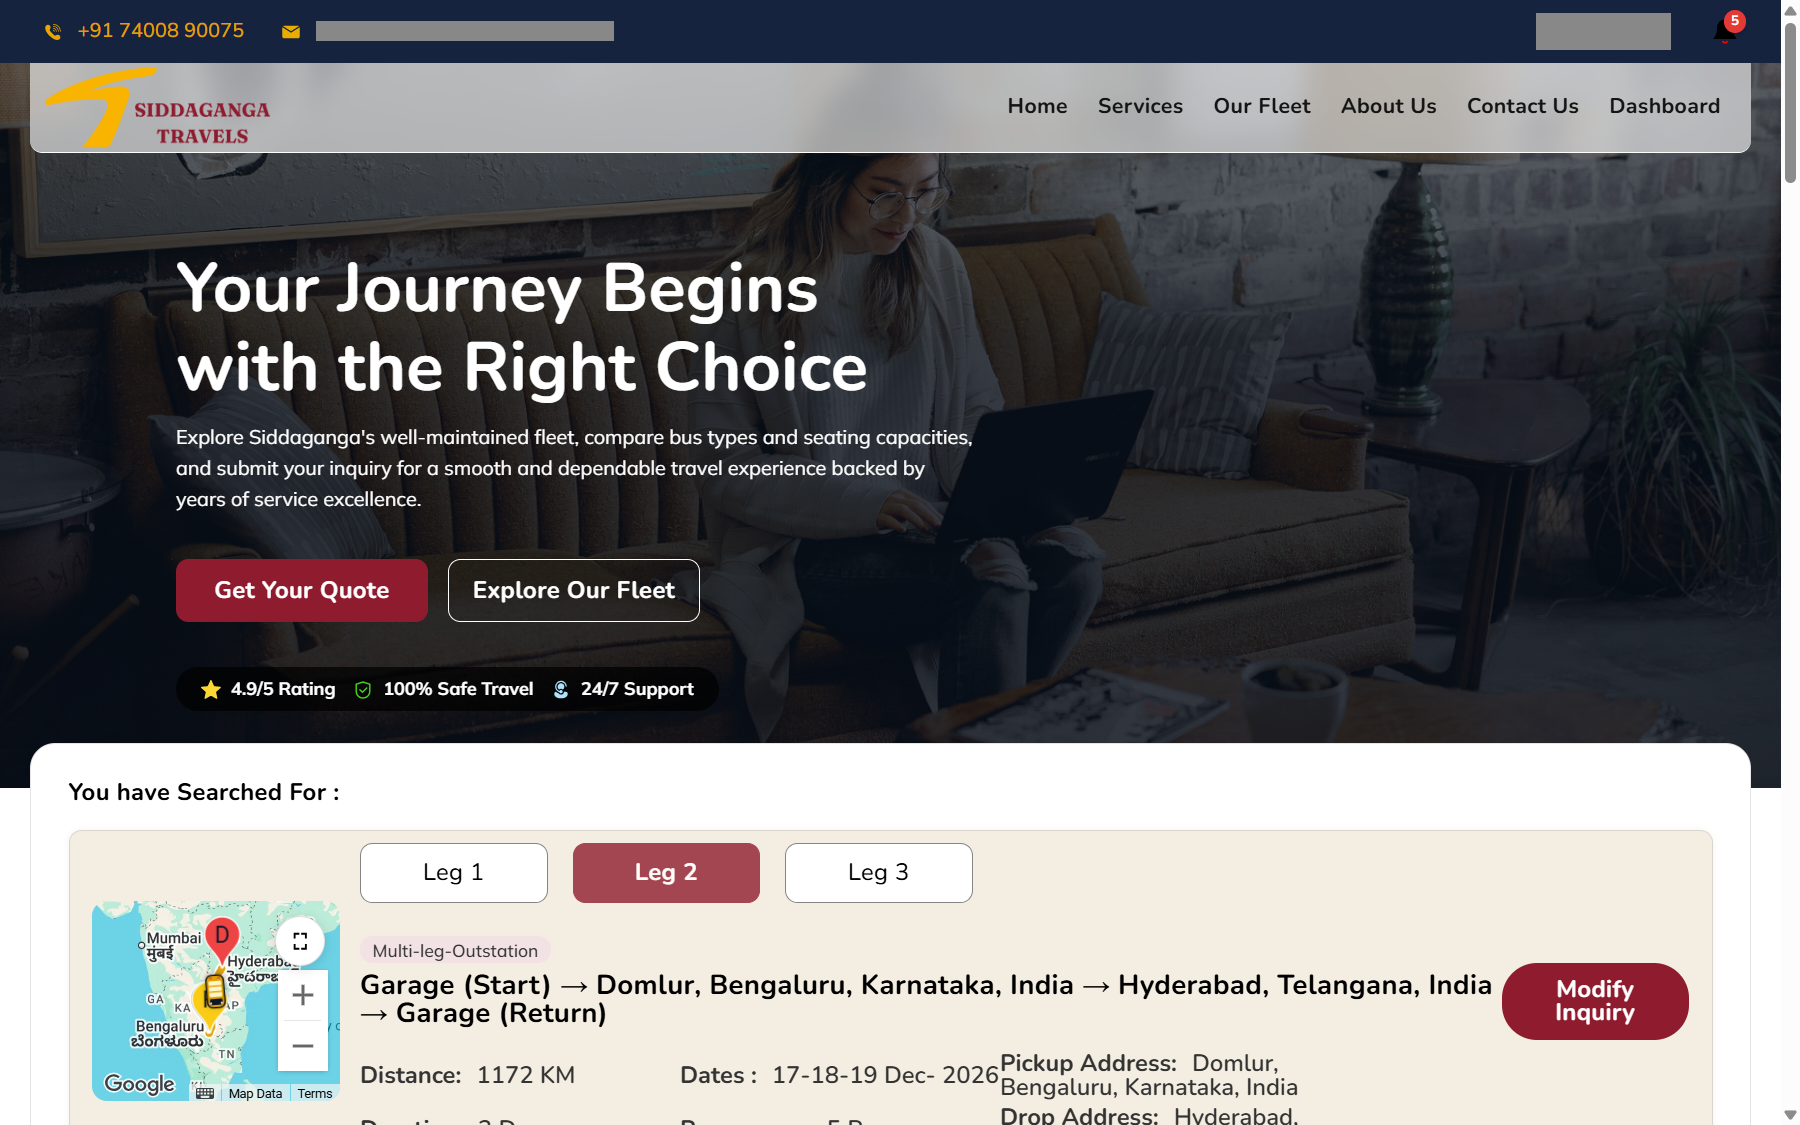 +91 74008 90075
5
SIDDAGANGA
TRAVELS
Home Services Our Fleet About Us Contact Us Dashboard
Your Journey Begins
with the Right Choice
Explore Siddaganga's well-maintained fleet, compare bus types and seating capacities,
and submit your inquiry for a smooth and dependable travel experience backed by
years of service excellence.
Get Your Quote Explore Our Fleet
4.9/5 Rating 100% Safe Travel 24/7 Support
You have Searched For :
Leg 1 Leg 2 Leg 3
Mumbai
मुंबई
D
GA
KA
Bengaluru
ಬೆಂಗಳೂರು
TN
Google
Map Data Terms
Multi-leg-Outstation
Garage (Start) → Domlur, Bengaluru, Karnataka, India → Hyderabad, Telangana, India
→ Garage (Return)
Modify
Inquiry
Distance: 1172 KM
Dates : 17-18-19 Dec- 2026
Pickup Address: Domlur,
Bengaluru, Karnataka, India
Drop Address: Hyderabad,